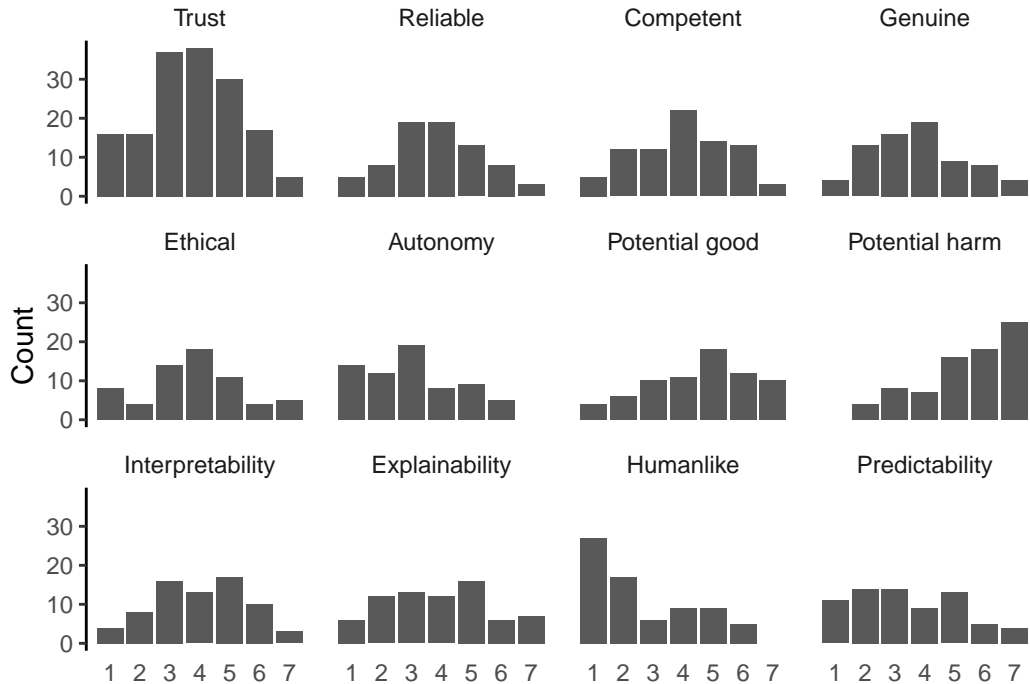 Trust Reliable Competent Genuine
30
20
10
0
Ethical Autonomy Potential good Potential harm
Count
30
20
10
0
Interpretability Explainability Humanlike Predictability
30
20
10
0
1 2 3 4 5 6 7 1 2 3 4 5 6 7 1 2 3 4 5 6 7 1 2 3 4 5 6 7